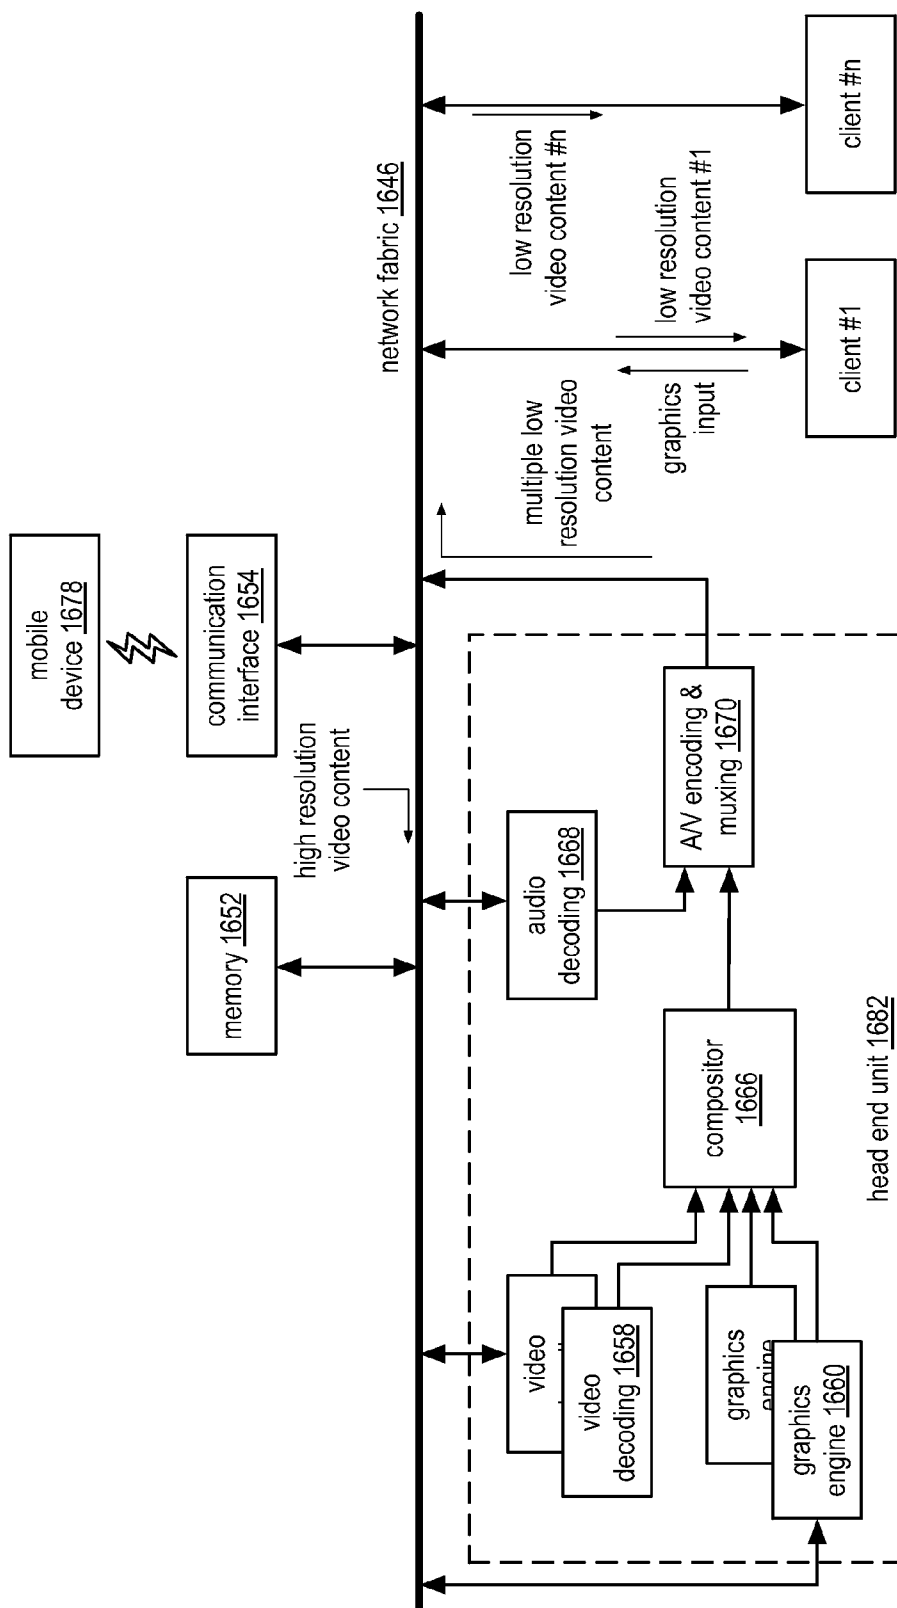 mobile
device 1678
communication
interface 1654
memory 1652
high resolution
video content
network fabric 1646
video
video
decoding 1658
graphics
engine
graphics
engine 1660
compositor
1666
audio
decoding 1668
A/V encoding &
muxing 1670
head end unit 1682
multiple low
resolution video
content
graphics
input
low resolution
video content #1
low resolution
video content #n
client #1
client #n